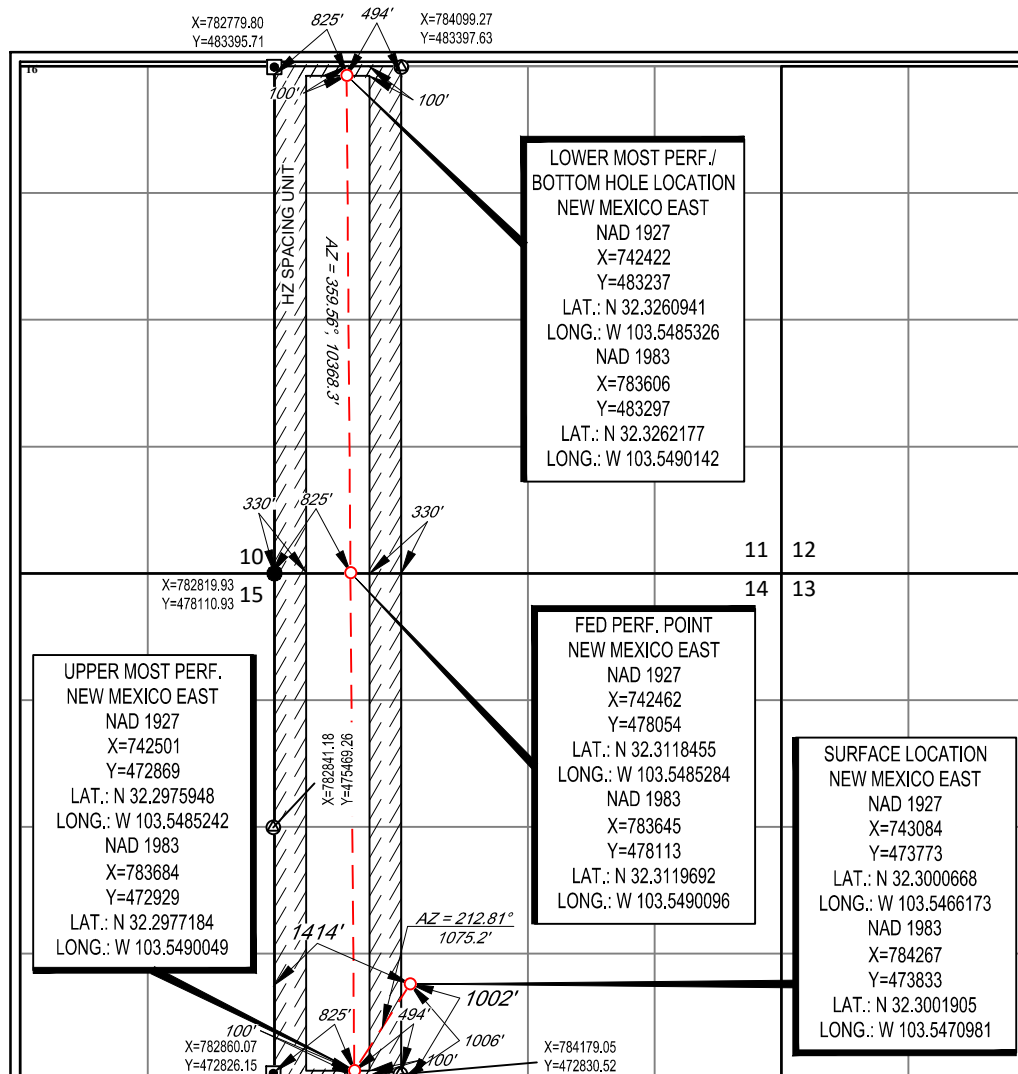 X=782779.80
Y=483395.71
825'
494'
X=784099.27
Y=483397.63
16
100'
100'
HZ SPACING UNIT
AZ = 359.56°, 10368.3'
LOWER MOST PERF./
BOTTOM HOLE LOCATION
NEW MEXICO EAST
NAD 1927
X=742422
Y=483237
LAT.: N 32.3260941
LONG.: W 103.5485326
NAD 1983
X=783606
Y=483297
LAT.: N 32.3262177
LONG.: W 103.5490142
330'
825'
330'
10
11
12
X=782819.93
Y=478110.93
15
14
13
UPPER MOST PERF.
NEW MEXICO EAST
NAD 1927
X=742501
Y=472869
LAT.: N 32.2975948
LONG.: W 103.5485242
NAD 1983
X=783684
Y=472929
LAT.: N 32.2977184
LONG.: W 103.5490049
X=782841.18
Y=475469.26
FED PERF. POINT
NEW MEXICO EAST
NAD 1927
X=742462
Y=478054
LAT.: N 32.3118455
LONG.: W 103.5485284
NAD 1983
X=783645
Y=478113
LAT.: N 32.3119692
LONG.: W 103.5490096
SURFACE LOCATION
NEW MEXICO EAST
NAD 1927
X=743084
Y=473773
LAT.: N 32.3000668
LONG.: W 103.5466173
NAD 1983
X=784267
Y=473833
LAT.: N 32.3001905
LONG.: W 103.5470981
AZ = 212.81°
1075.2'
1414'
1002'
825'
494'
100'
1006'
100'
X=782860.07
Y=472826.15
X=784179.05
Y=472830.52